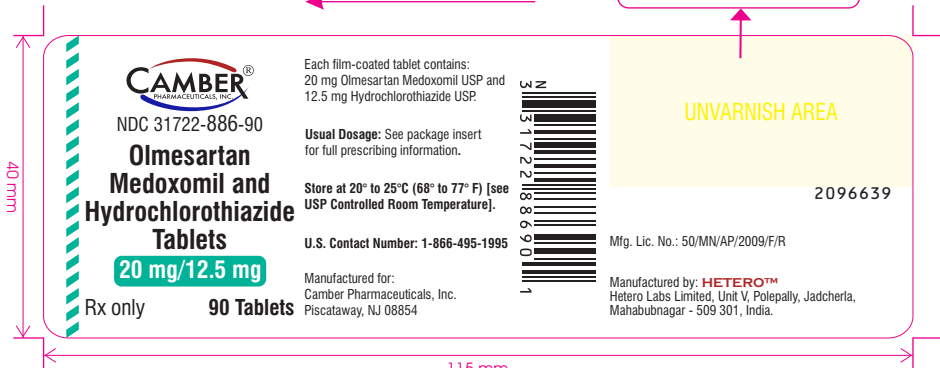 CAMBER®
PHARMACEUTICALS, INC.
NDC 31722-886-90
Olmesartan
Medoxomil and
Hydrochlorothiazide
Tablets
20 mg/12.5 mg
Rx only 90 Tablets
Each film-coated tablet contains:
20 mg Olmesartan Medoxomil USP and
12.5 mg Hydrochlorothiazide USP.
Usual Dosage: See package insert
for full prescribing information.
Store at 20° to 25°C (68° to 77° F) [see
USP Controlled Room Temperature].
U.S. Contact Number: 1-866-495-1995
Manufactured for:
Camber Pharmaceuticals, Inc.
Piscataway, NJ 08854
N
3 31722 88690 1
UNVARNISH AREA
2096639
Mfg. Lic. No.: 50/MN/AP/2009/F/R
Manufactured by: HETERO™
Hetero Labs Limited, Unit V, Polepally, Jadcherla,
Mahabubnagar - 509 301, India.
40 mm
115 mm